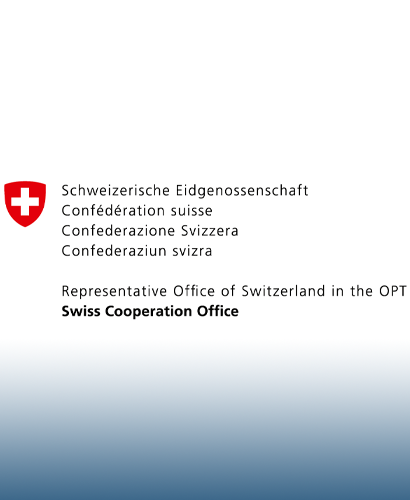 Schweizerische Eidgenossenschaft
Confédération suisse
Confederazione Svizzera
Confederaziun svizra
Representative Office of Switzerland in the OPT
Swiss Cooperation Office